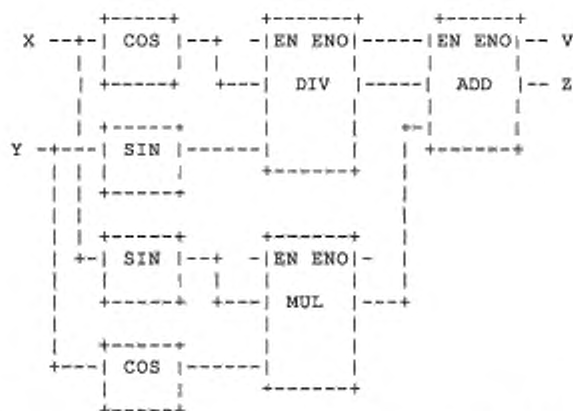 X COS EN ENO EN ENO V
DIV ADD Z
Y SIN
SIN EN ENO
MUL
COS